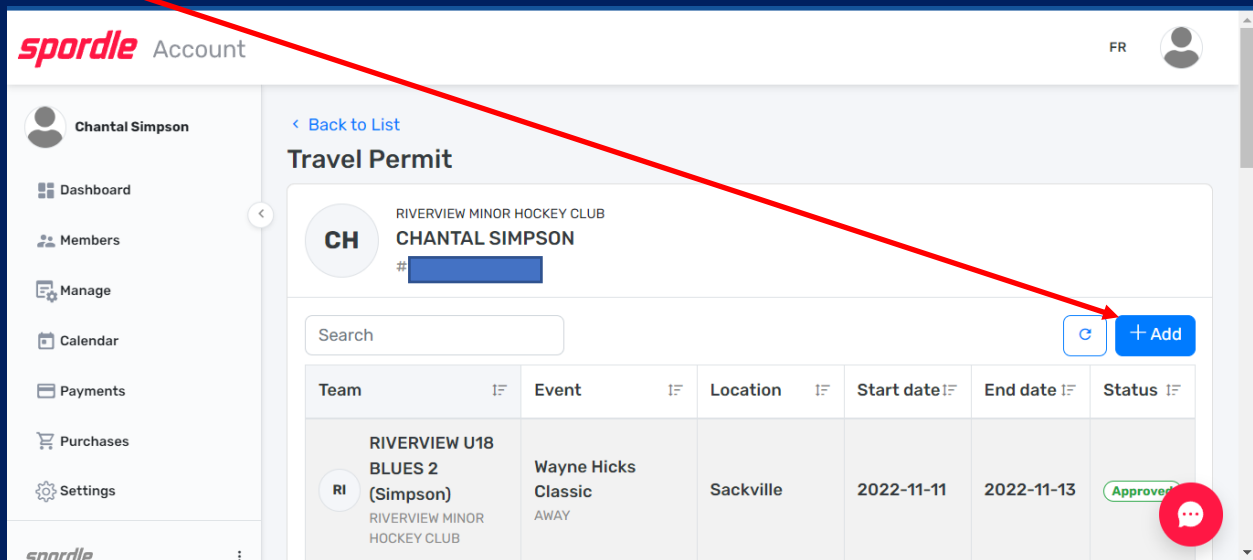 spordle Account
FR
Chantal Simpson
Dashboard
Members
Manage
Calendar
Payments
Purchases
Settings
spordle
< Back to List
Travel Permit
CH
RIVERVIEW MINOR HOCKEY CLUB
CHANTAL SIMPSON
#
Search
+ Add
Team Event Location Start date End date Status
RI
RIVERVIEW U18
BLUES 2
(Simpson)
RIVERVIEW MINOR
HOCKEY CLUB
Wayne Hicks
Classic
AWAY
Sackville
2022-11-11
2022-11-13
Approved